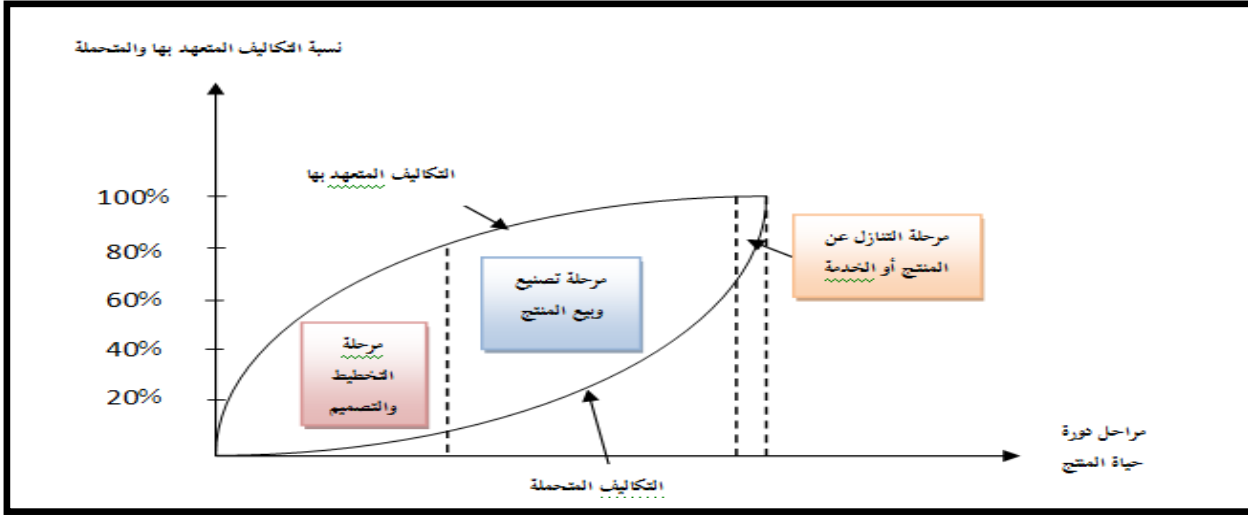 نسبة التكاليف المتعهد بها والمتحملة
التكاليف المتعهد بها
100%
80%
60%
40%
20%
مرحلة التنازل عن
المنتج أو الخدمة
مرحلة تصنيع
وبيع المنتج
مرحلة
التخطيط
والتصميم
مراحل دورة
حياة المنتج
التكاليف المتحملة